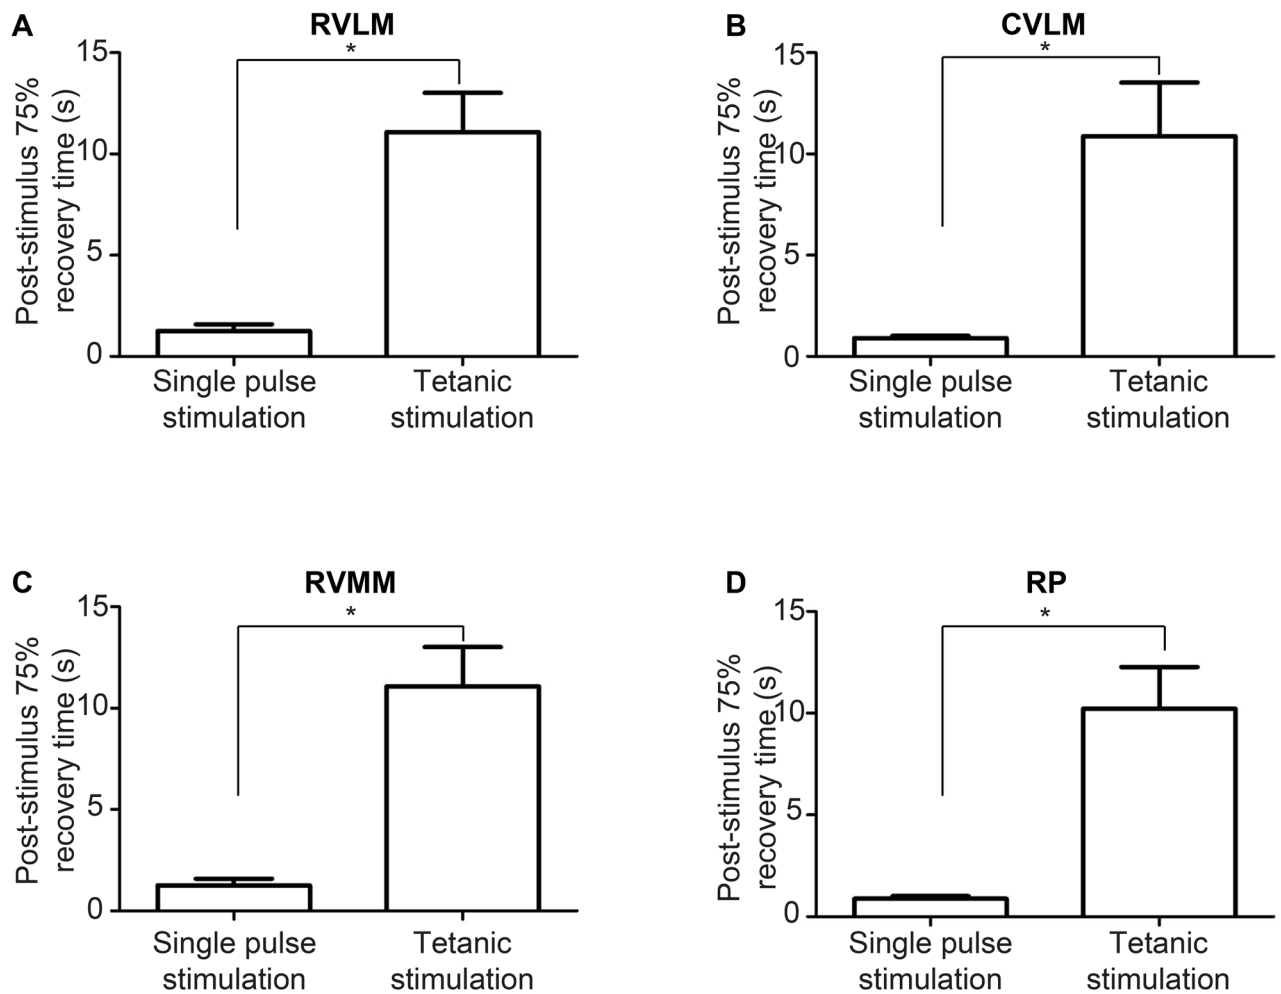 A
RVLM
*
Post-stimulus 75%
recovery time (s)
15
10
5
0
Single pulse
stimulation
Tetanic
stimulation
B
CVLM
*
Post-stimulus 75%
recovery time (s)
15
10
5
0
Single pulse
stimulation
Tetanic
stimulation
C
RVMM
*
Post-stimulus 75%
recovery time (s)
15
10
5
0
Single pulse
stimulation
Tetanic
stimulation
D
RP
*
Post-stimulus 75%
recovery time (s)
15
10
5
0
Single pulse
stimulation
Tetanic
stimulation